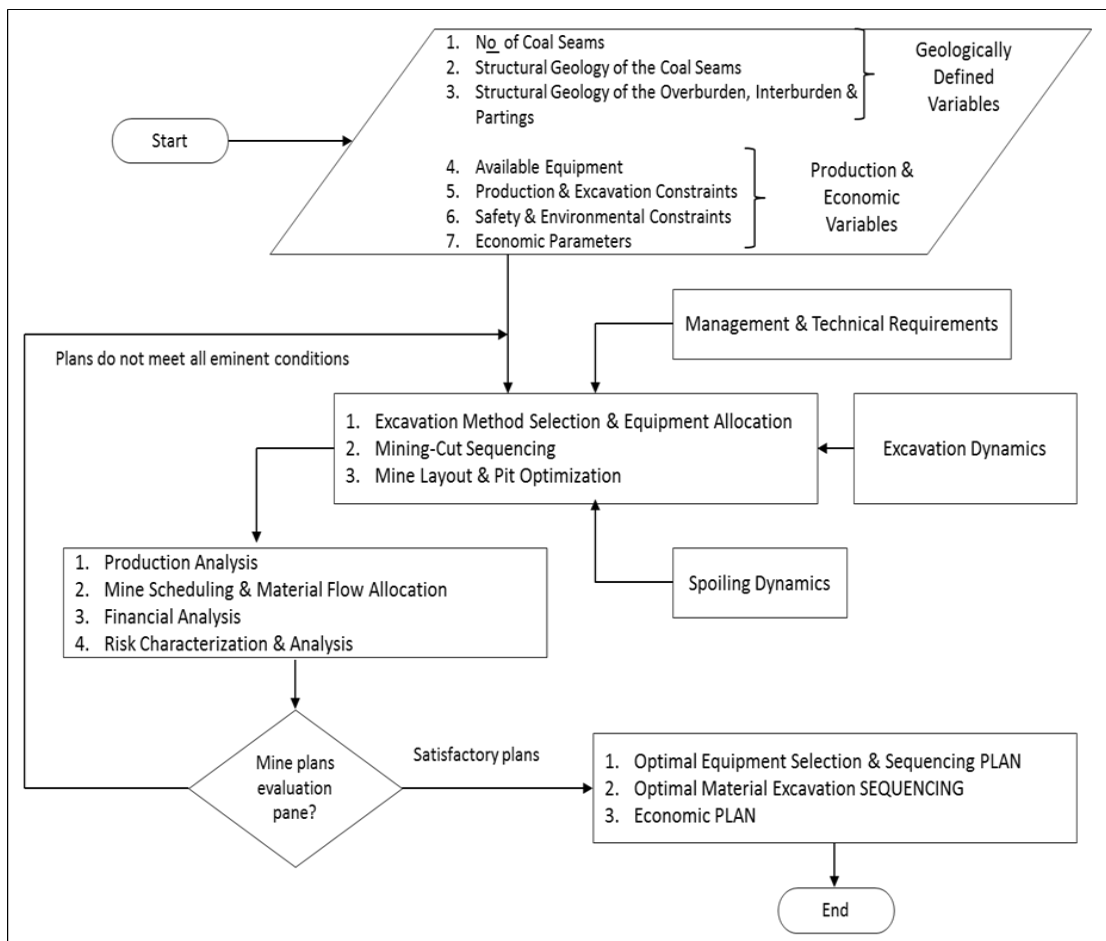 1. No of Coal Seams
2. Structural Geology of the Coal Seams
3. Structural Geology of the Overburden, Interburden &
Partings
Geologically
Defined
Variables
Start
4. Available Equipment
5. Production & Excavation Constraints
6. Safety & Environmental Constraints
7. Economic Parameters
Production &
Economic
Variables
Management & Technical Requirements
Plans do not meet all eminent conditions
1. Excavation Method Selection & Equipment Allocation
2. Mining-Cut Sequencing
3. Mine Layout & Pit Optimization
Excavation Dynamics
1. Production Analysis
2. Mine Scheduling & Material Flow Allocation
3. Financial Analysis
4. Risk Characterization & Analysis
Spoiling Dynamics
Mine plans
evaluation
pane?
Satisfactory plans
1. Optimal Equipment Selection & Sequencing PLAN
2. Optimal Material Excavation SEQUENCING
3. Economic PLAN
End